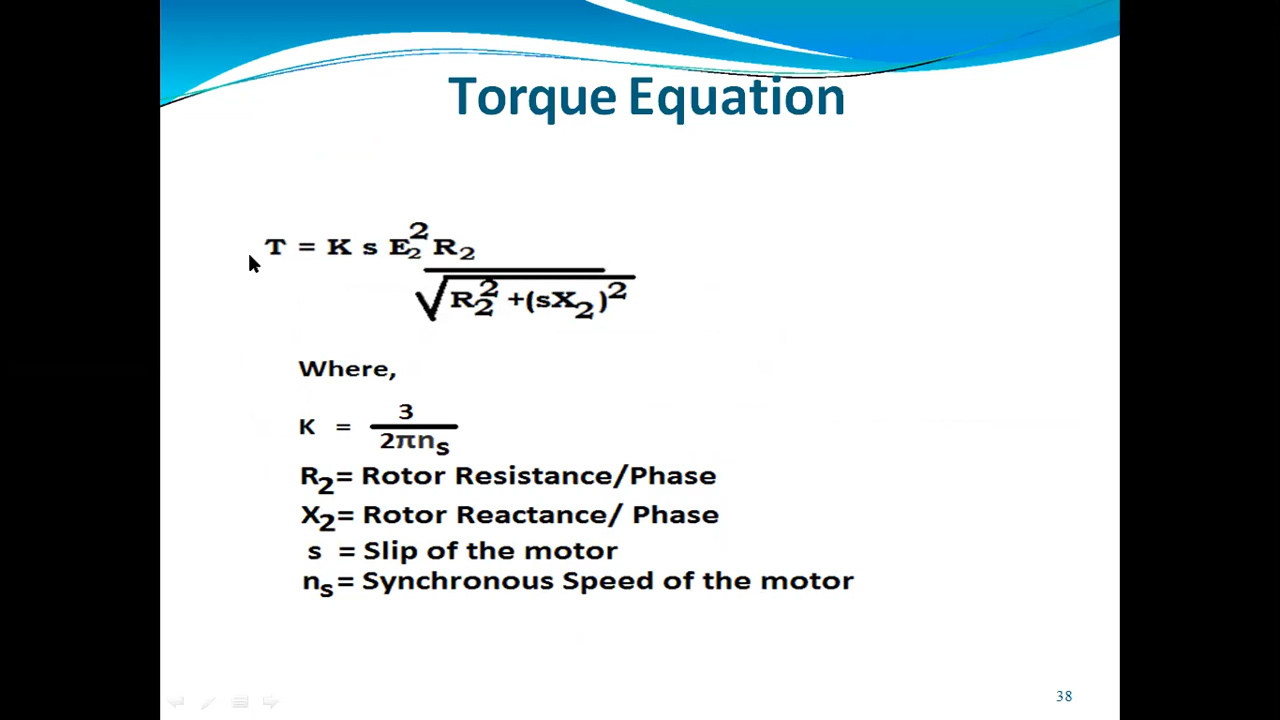 Torque Equation
T = K s E₂² R₂
√R₂² +(sX₂)²
Where,
K = 3
2πnₛ
R₂= Rotor Resistance/Phase
X₂= Rotor Reactance/ Phase
s = Slip of the motor
nₛ= Synchronous Speed of the motor
38